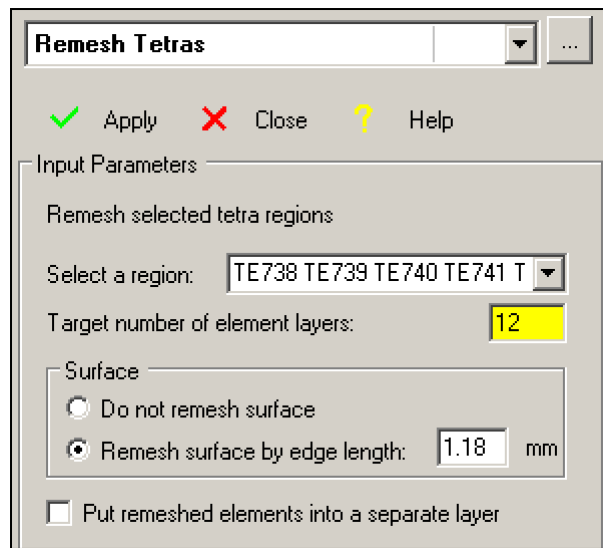 Remesh Tetras ...
Apply Close ? Help
Input Parameters
Remesh selected tetra regions
Select a region: TE738 TE739 TE740 TE741 T
Target number of element layers: 12
Surface
Do not remesh surface
Remesh surface by edge length: 1.18 mm
Put remeshed elements into a separate layer